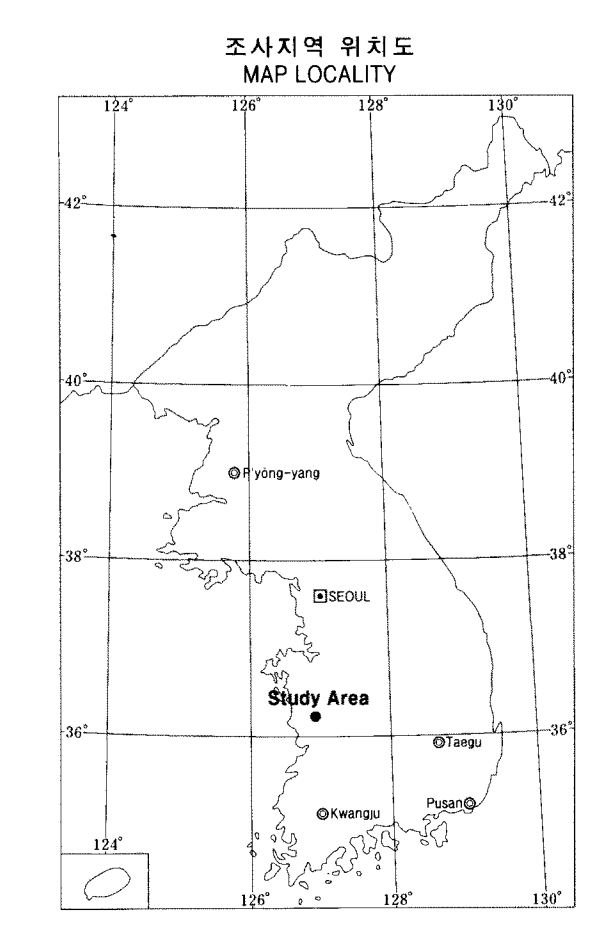 조사지역 위치도
MAP LOCALITY
124° 126° 128° 130°
42° 42°
40° 40°
P'yŏng-yang
38° 38°
SEOUL
Study Area
36° 36°
Taegu
Pusan
Kwangju
124°
126° 128° 130°